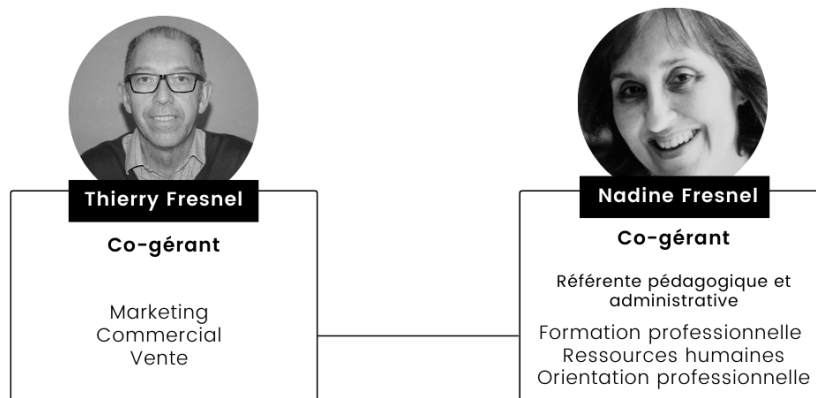 Thierry Fresnel
Co-gérant
Marketing
Commercial
Vente
Nadine Fresnel
Co-gérant
Référente pédagogique et
administrative
Formation professionnelle
Ressources humaines
Orientation professionnelle